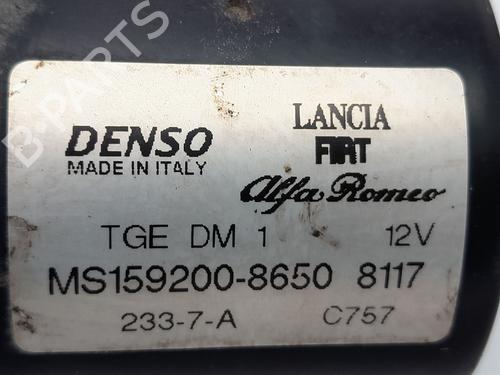 B-PARTS
DENSO
MADE IN ITALY
LANCIA
FIAT
Alfa Romeo
TGE DM 1 12V
MS159200-8650 8117
233-7-A C757